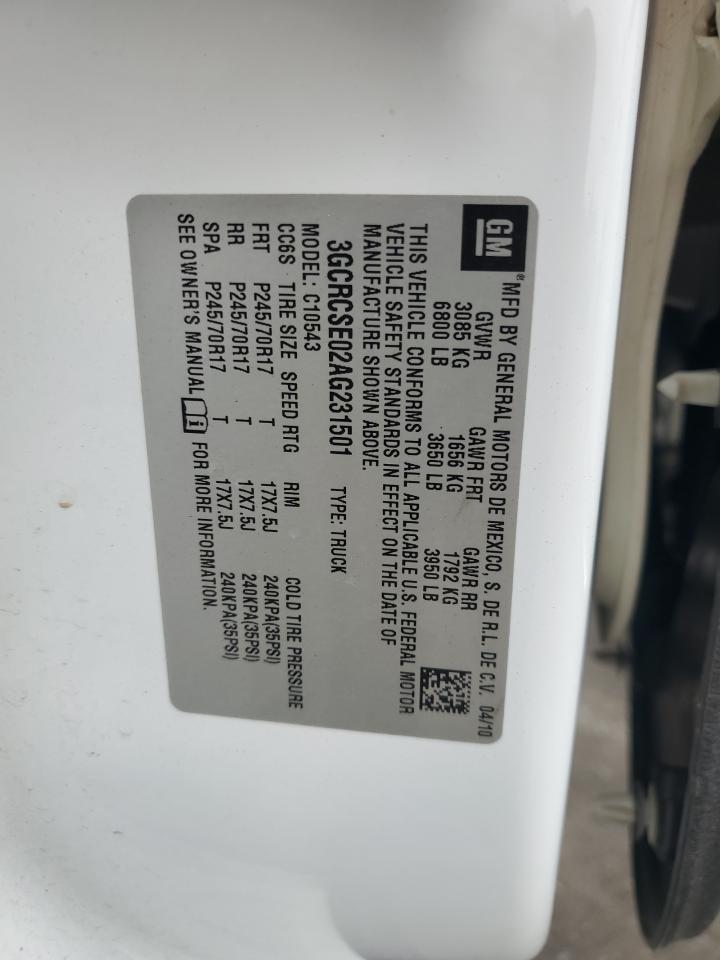 GM ® MFD BY GENERAL MOTORS DE MEXICO, S. DE R.L. DE C.V. 04/10
GVWR GAWR FRT GAWR RR
3085 KG 1656 KG 1792 KG
6800 LB 3650 LB 3950 LB
THIS VEHICLE CONFORMS TO ALL APPLICABLE U.S. FEDERAL MOTOR
VEHICLE SAFETY STANDARDS IN EFFECT ON THE DATE OF
MANUFACTURE SHOWN ABOVE.
3GCRCSE02AG231501 TYPE: TRUCK
MODEL: C10543
CC6S TIRE SIZE SPEED RTG RIM COLD TIRE PRESSURE
FRT P245/70R17 T 17X7.5J 240KPA(35PSI)
RR P245/70R17 T 17X7.5J 240KPA(35PSI)
SPA P245/70R17 T 17X7.5J 240KPA(35PSI)
SEE OWNER'S MANUAL i FOR MORE INFORMATION.